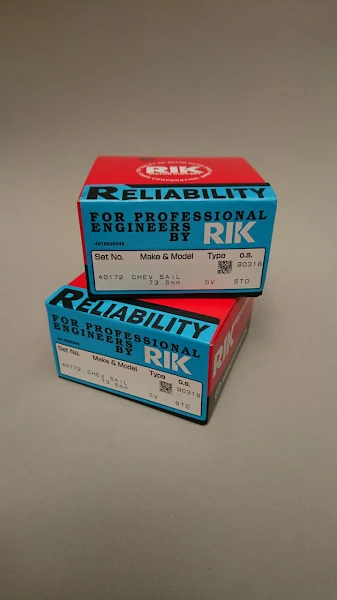 RIK
RELIABILITY
FOR PROFESSIONAL
ENGINEERS
BY RIK
Set No. Make & Model Type O.S.
90318
40172 CHEV SAIL
73.8mm SV STD
RELIABILITY
FOR PROFESSIONAL
ENGINEERS
BY RIK
Set No. Make & Model Type O.S.
90318
40172 CHEV SAIL
73.8mm SV STD